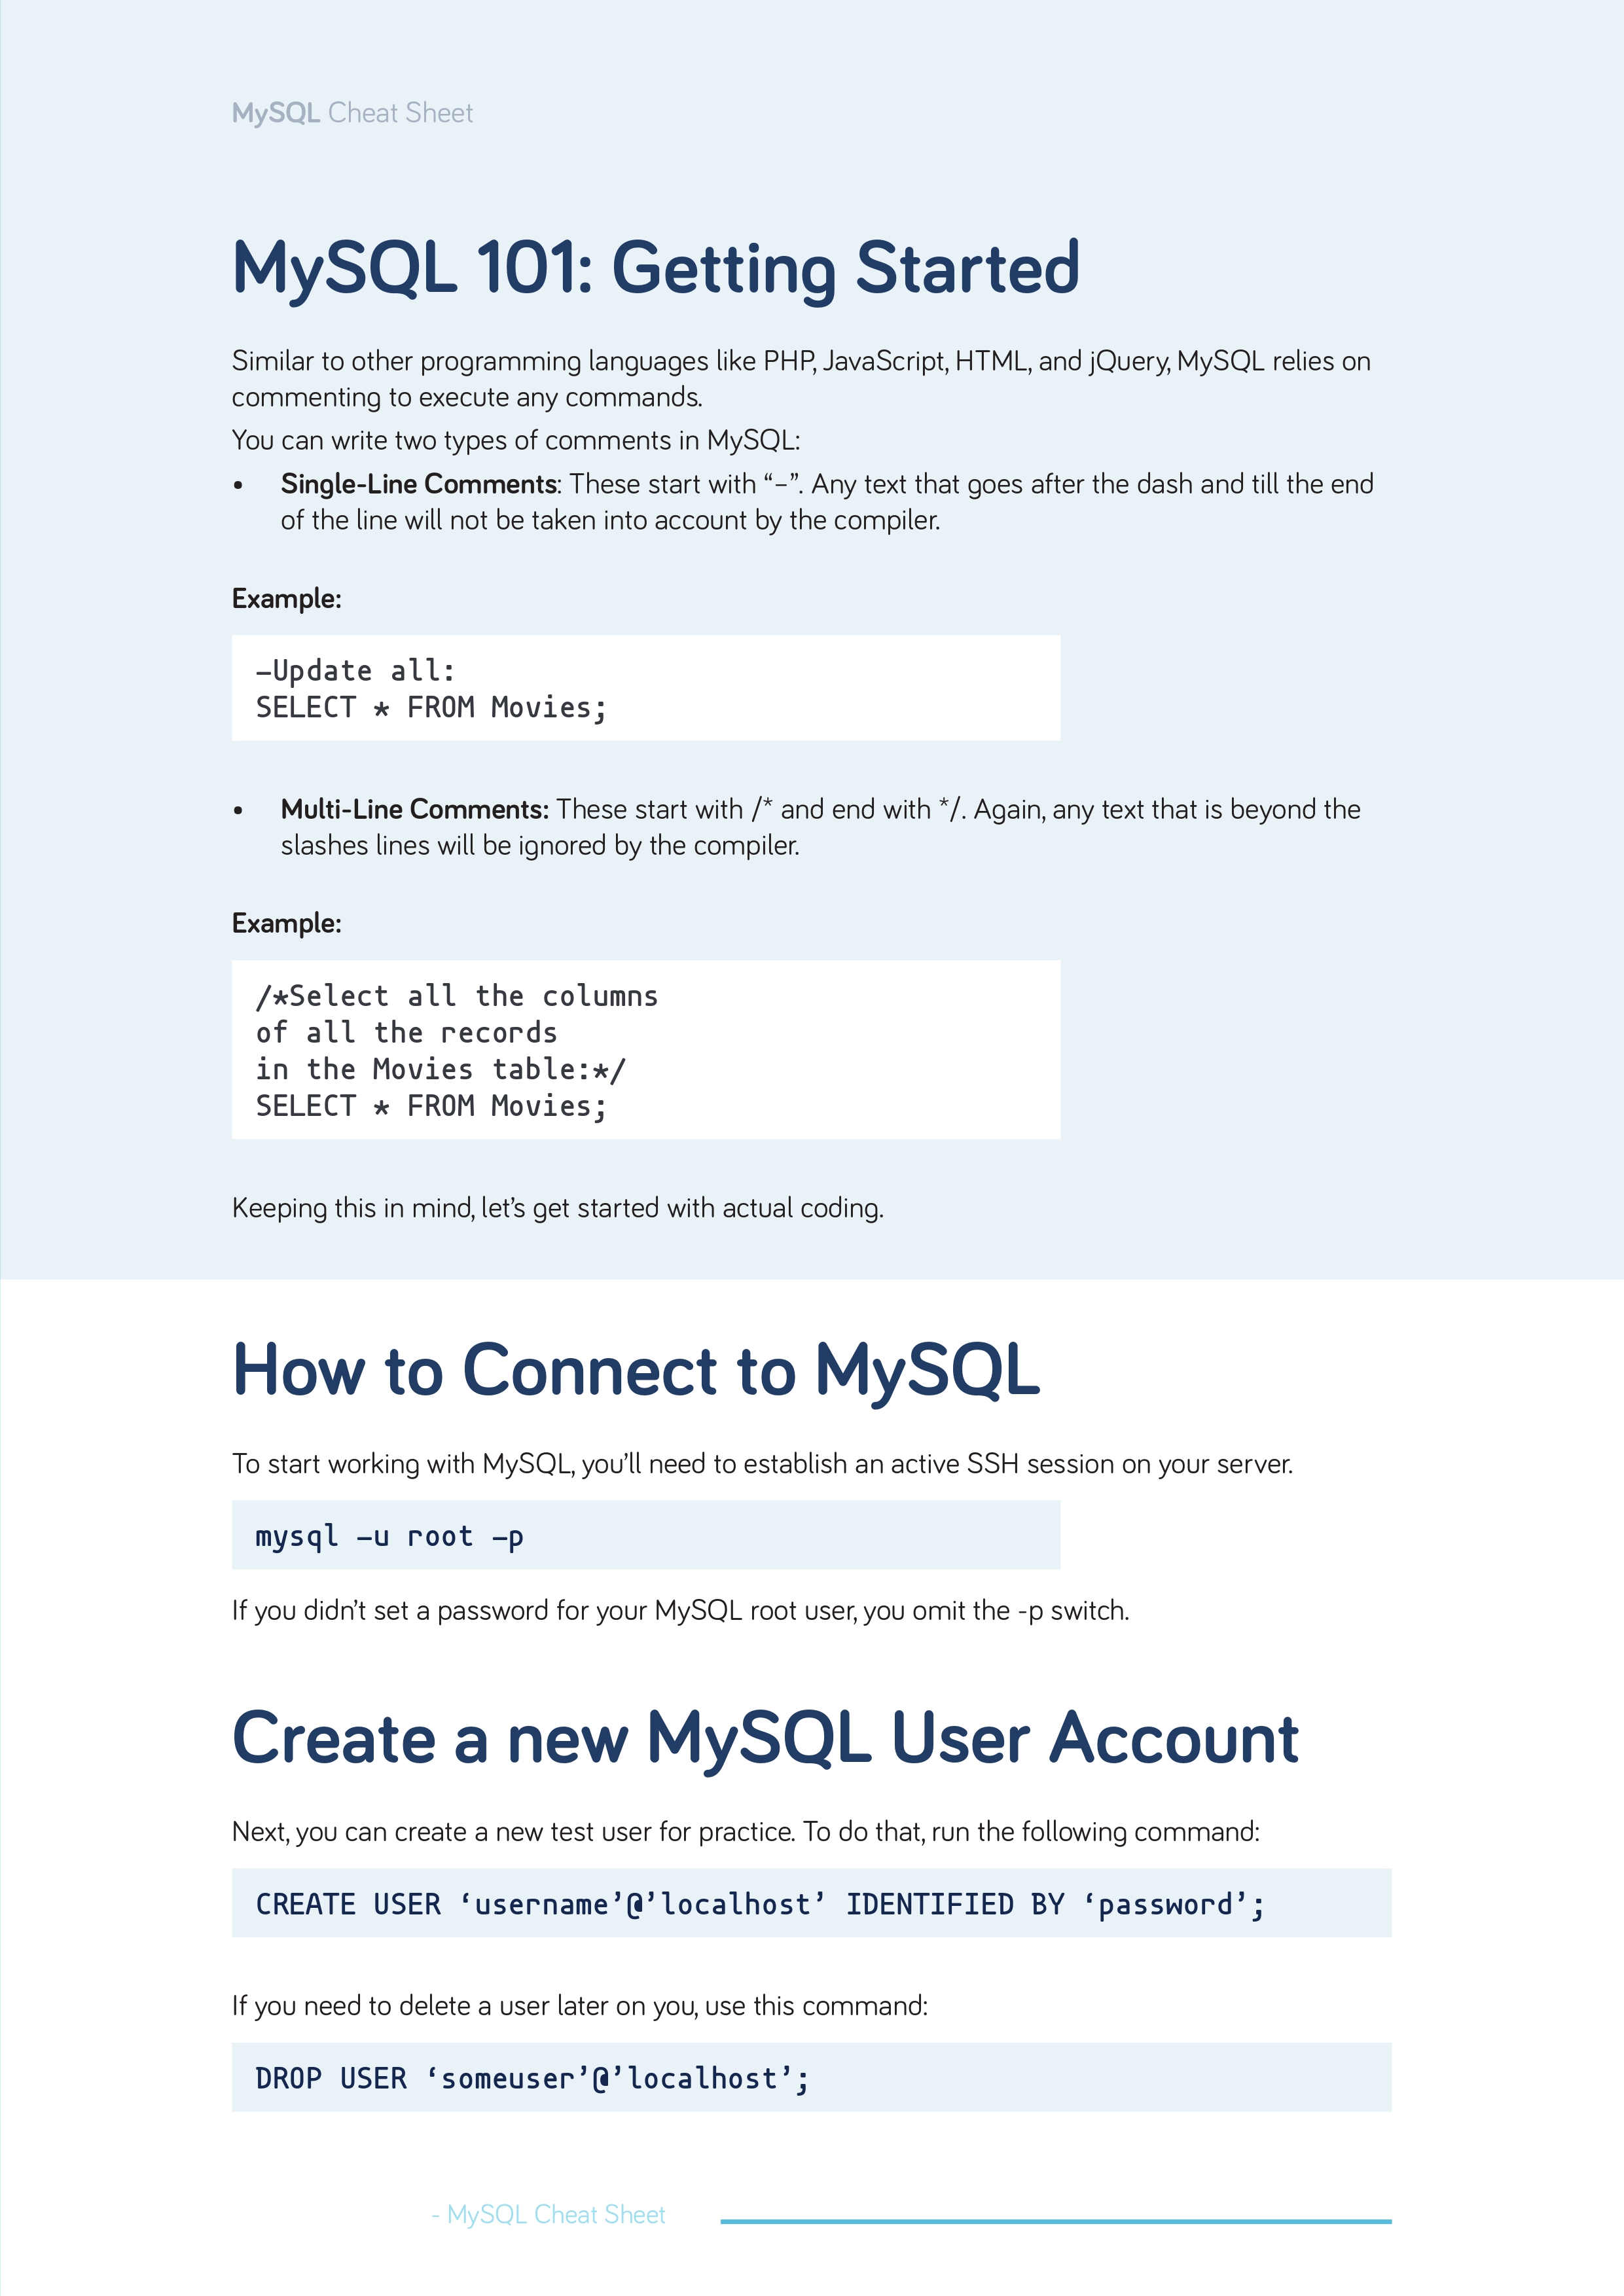 MySQL Cheat Sheet
MySQL 101: Getting Started
Similar to other programming languages like PHP, JavaScript, HTML, and jQuery, MySQL relies on
commenting to execute any commands.
You can write two types of comments in MySQL:
• Single-Line Comments: These start with “–”. Any text that goes after the dash and till the end
of the line will not be taken into account by the compiler.
Example:
–Update all:
SELECT * FROM Movies;
• Multi-Line Comments: These start with /* and end with */. Again, any text that is beyond the
slashes lines will be ignored by the compiler.
Example:
/*Select all the columns
of all the records
in the Movies table:*/
SELECT * FROM Movies;
Keeping this in mind, let’s get started with actual coding.
How to Connect to MySQL
To start working with MySQL, you’ll need to establish an active SSH session on your server.
mysql –u root –p
If you didn’t set a password for your MySQL root user, you omit the -p switch.
Create a new MySQL User Account
Next, you can create a new test user for practice. To do that, run the following command:
CREATE USER ‘username’@’localhost’ IDENTIFIED BY ‘password’;
If you need to delete a user later on you, use this command:
DROP USER ‘someuser’@’localhost’;
- MySQL Cheat Sheet